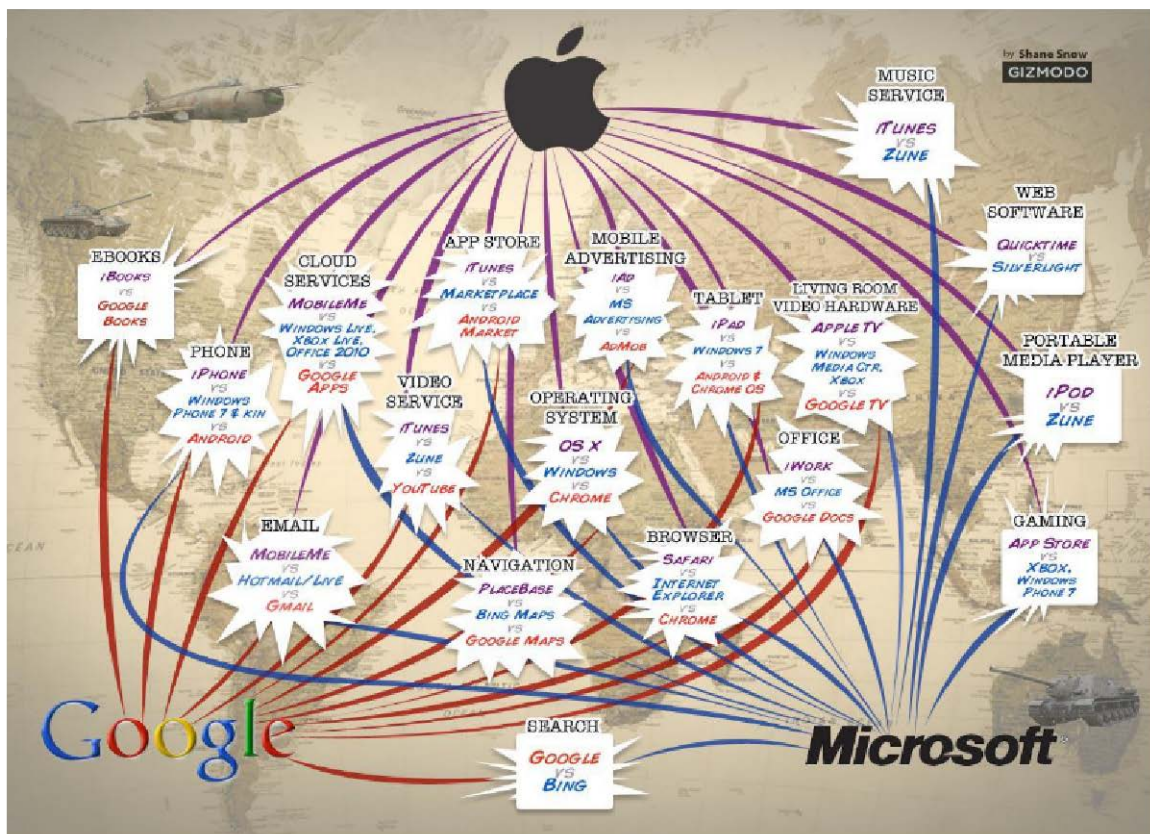 by Shane Snow
GIZMODO
MUSIC
SERVICE
iTunes
vs
Zune
WEB
SOFTWARE
Quicktime
vs
Silverlight
EBOOKS
iBooks
vs
Google
Books
CLOUD
SERVICES
MobileMe
vs
Windows Live,
Xbox Live,
Office 2010
vs
Google
Apps
APP STORE
iTunes
vs
Marketplace
vs
Android
Market
MOBILE
ADVERTISING
iAd
vs
MS
Advertising
vs
AdMob
TABLET
iPad
vs
Windows 7
vs
Android &
Chrome OS
LIVING ROOM
VIDEO HARDWARE
Apple TV
vs
Windows
Media Ctr,
Xbox
vs
Google TV
PORTABLE
MEDIA PLAYER
iPod
vs
Zune
PHONE
iPhone
vs
Windows
Phone 7 & Kin
vs
Android
VIDEO
SERVICE
iTunes
vs
Zune
vs
YouTube
OPERATING
SYSTEM
OS X
vs
Windows
vs
Chrome
OFFICE
iWork
vs
MS Office
vs
Google Docs
EMAIL
MobileMe
vs
Hotmail/Live
vs
Gmail
NAVIGATION
PlaceBase
vs
Bing Maps
vs
Google Maps
BROWSER
Safari
vs
Internet
Explorer
vs
Chrome
GAMING
App Store
vs
Xbox,
Windows
Phone 7
Google
SEARCH
Google
vs
Bing
Microsoft